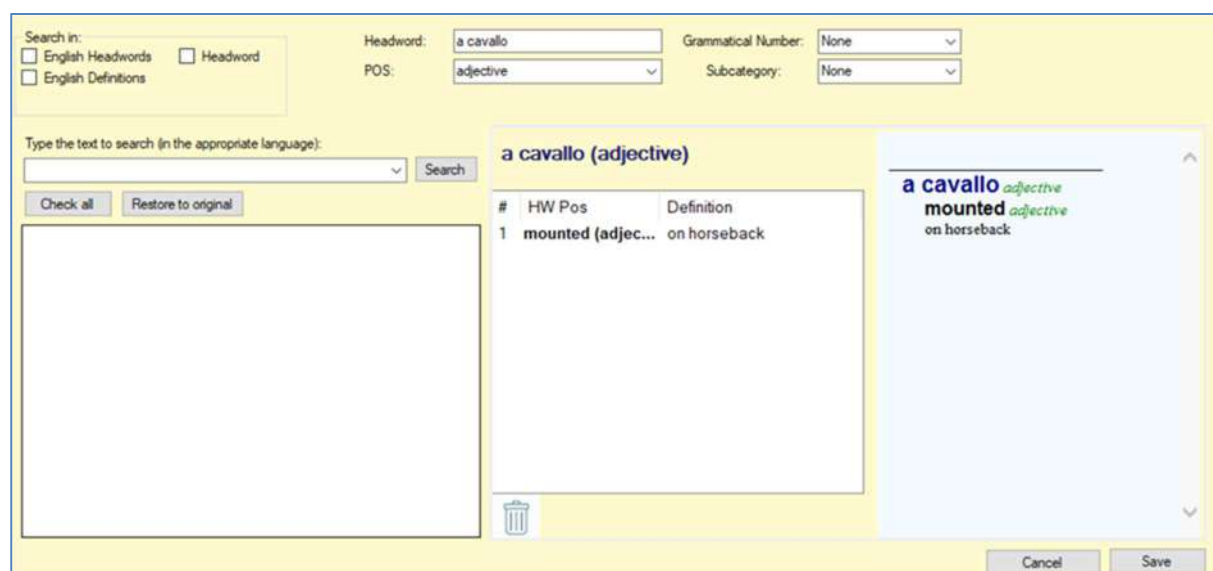 Search in:
English Headwords Headword
English Definitions
Headword: a cavallo Grammatical Number: None
POS: adjective Subcategory: None
Type the text to search (in the appropriate language):
Search
Check all Restore to original
a cavallo (adjective)
# HW Pos Definition
1 mounted (adjec... on horseback
a cavallo adjective
mounted adjective
on horseback
Cancel Save